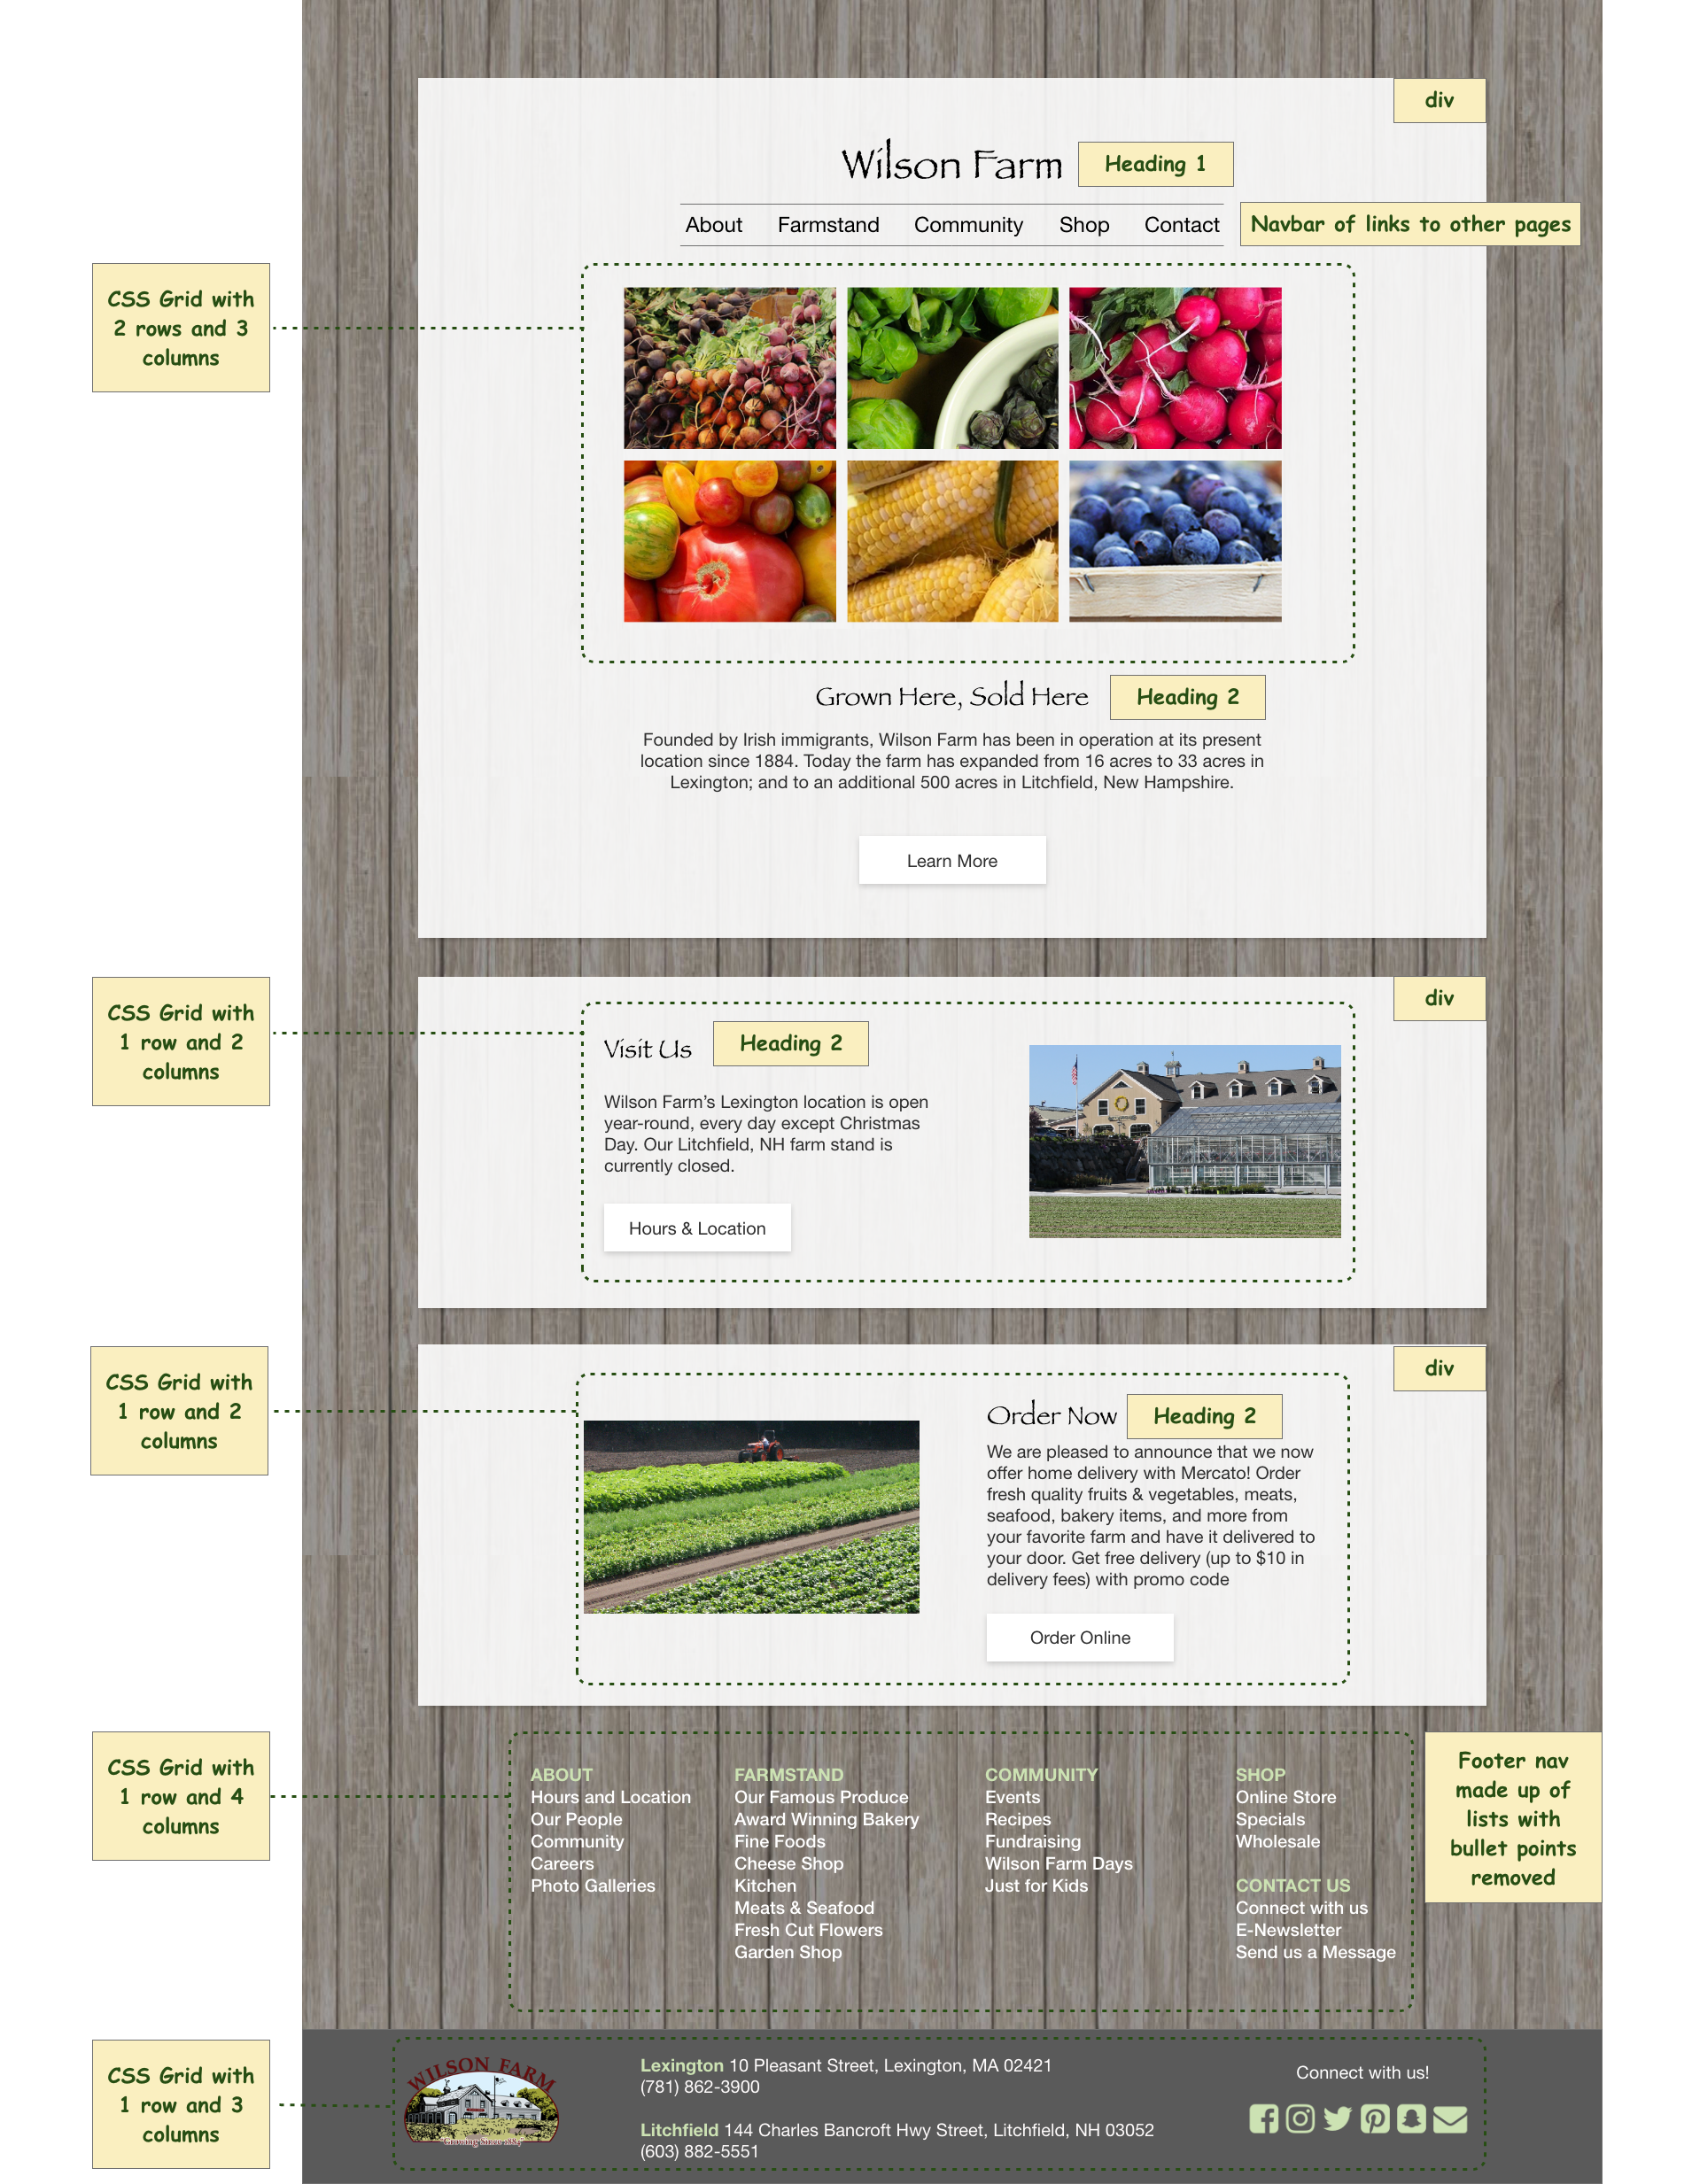 div
Wilson Farm
Heading 1
About Farmstand Community Shop Contact
Navbar of links to other pages
CSS Grid with
2 rows and 3
columns
Grown Here, Sold Here
Heading 2
Founded by Irish immigrants, Wilson Farm has been in operation at its present
location since 1884. Today the farm has expanded from 16 acres to 33 acres in
Lexington; and to an additional 500 acres in Litchfield, New Hampshire.
Learn More
CSS Grid with
1 row and 2
columns
div
Visit Us
Heading 2
Wilson Farm’s Lexington location is open
year-round, every day except Christmas
Day. Our Litchfield, NH farm stand is
currently closed.
Hours & Location
CSS Grid with
1 row and 2
columns
div
Order Now
Heading 2
We are pleased to announce that we now
offer home delivery with Mercato! Order
fresh quality fruits & vegetables, meats,
seafood, bakery items, and more from
your favorite farm and have it delivered to
your door. Get free delivery (up to $10 in
delivery fees) with promo code
Order Online
CSS Grid with
1 row and 4
columns
ABOUT
Hours and Location
Our People
Community
Careers
Photo Galleries
FARMSTAND
Our Famous Produce
Award Winning Bakery
Fine Foods
Cheese Shop
Kitchen
Meats & Seafood
Fresh Cut Flowers
Garden Shop
COMMUNITY
Events
Recipes
Fundraising
Wilson Farm Days
Just for Kids
SHOP
Online Store
Specials
Wholesale
CONTACT US
Connect with us
E-Newsletter
Send us a Message
Footer nav
made up of
lists with
bullet points
removed
CSS Grid with
1 row and 3
columns
WILSON FARM
"Growing Since 1884"
Lexington 10 Pleasant Street, Lexington, MA 02421
(781) 862-3900
Litchfield 144 Charles Bancroft Hwy Street, Litchfield, NH 03052
(603) 882-5551
Connect with us!